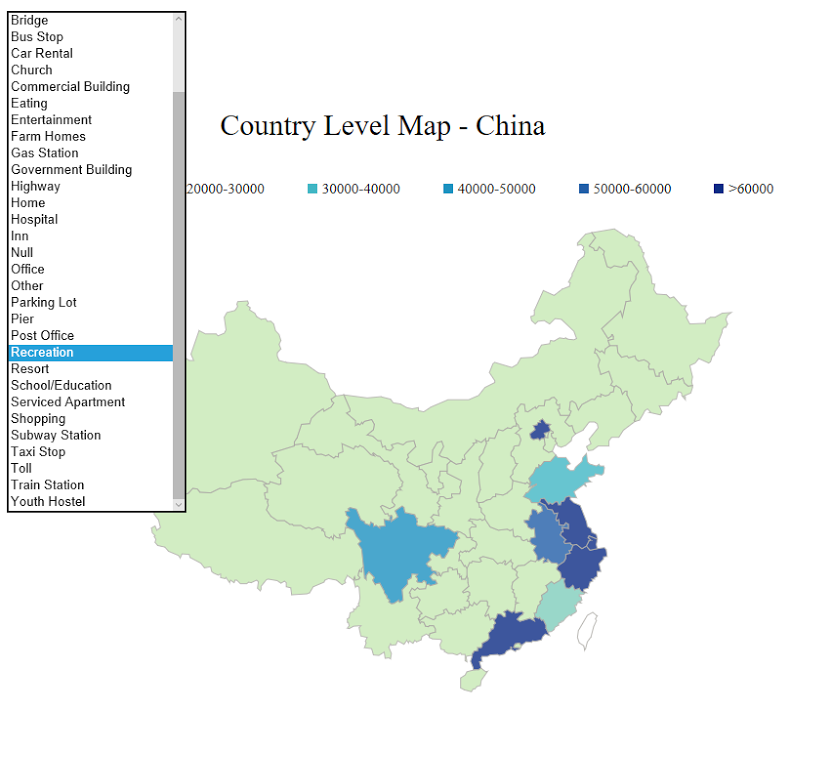 Bridge
Bus Stop
Car Rental
Church
Commercial Building
Eating
Entertainment
Farm Homes
Gas Station
Government Building
Highway
Home
Hospital
Inn
Null
Office
Other
Parking Lot
Pier
Post Office
Recreation
Resort
School/Education
Serviced Apartment
Shopping
Subway Station
Taxi Stop
Toll
Train Station
Youth Hostel
Country Level Map - China
20000-30000 30000-40000 40000-50000 50000-60000 >60000